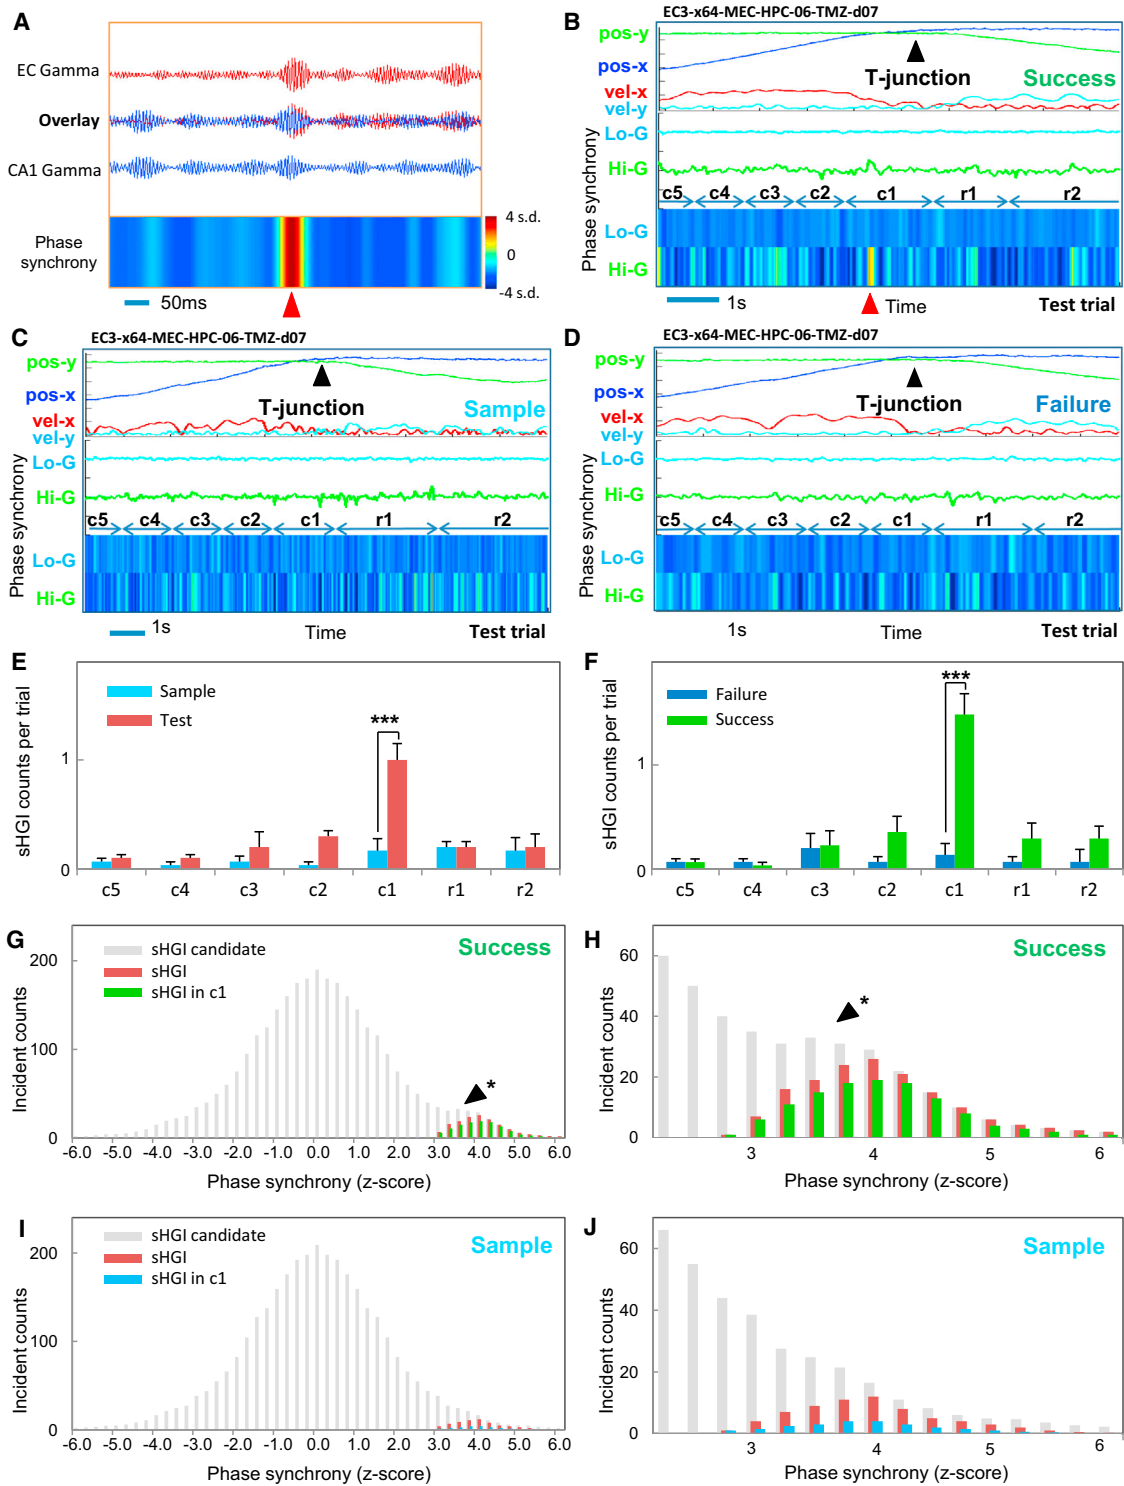 A
EC Gamma
Overlay
CA1 Gamma
Phase synchrony
4 s.d.
0
-4 s.d.
50ms
B
EC3-x64-MEC-HPC-06-TMZ-d07
pos-y
pos-x
T-junction
Success
vel-x
vel-y
Phase synchrony
Lo-G
Hi-G
c5 c4 c3 c2 c1 r1 r2
Lo-G
Hi-G
1s
Time
Test trial
C
EC3-x64-MEC-HPC-06-TMZ-d07
pos-y
pos-x
T-junction
Sample
vel-x
vel-y
Phase synchrony
Lo-G
Hi-G
c5 c4 c3 c2 c1 r1 r2
Lo-G
Hi-G
1s
Time
Test trial
D
EC3-x64-MEC-HPC-06-TMZ-d07
pos-y
pos-x
T-junction
Failure
vel-x
vel-y
Phase synchrony
Lo-G
Hi-G
c5 c4 c3 c2 c1 r1 r2
Lo-G
Hi-G
1s
Time
Test trial
E
sHGI counts per trial
Sample
Test
***
1
0
c5 c4 c3 c2 c1 r1 r2
F
sHGI counts per trial
Failure
Success
***
1
0
c5 c4 c3 c2 c1 r1 r2
G
Success
sHGI candidate
sHGI
sHGI in c1
Incident counts
200
100
0
*
-6.0 -5.0 -4.0 -3.0 -2.0 -1.0 0.0 1.0 2.0 3.0 4.0 5.0 6.0
Phase synchrony (z-score)
H
Success
Incident counts
60
40
20
0
*
3 4 5 6
Phase synchrony (z-score)
I
Sample
sHGI candidate
sHGI
sHGI in c1
Incident counts
200
100
0
-6.0 -5.0 -4.0 -3.0 -2.0 -1.0 0.0 1.0 2.0 3.0 4.0 5.0 6.0
Phase synchrony (z-score)
J
Sample
Incident counts
60
40
20
0
3 4 5 6
Phase synchrony (z-score)